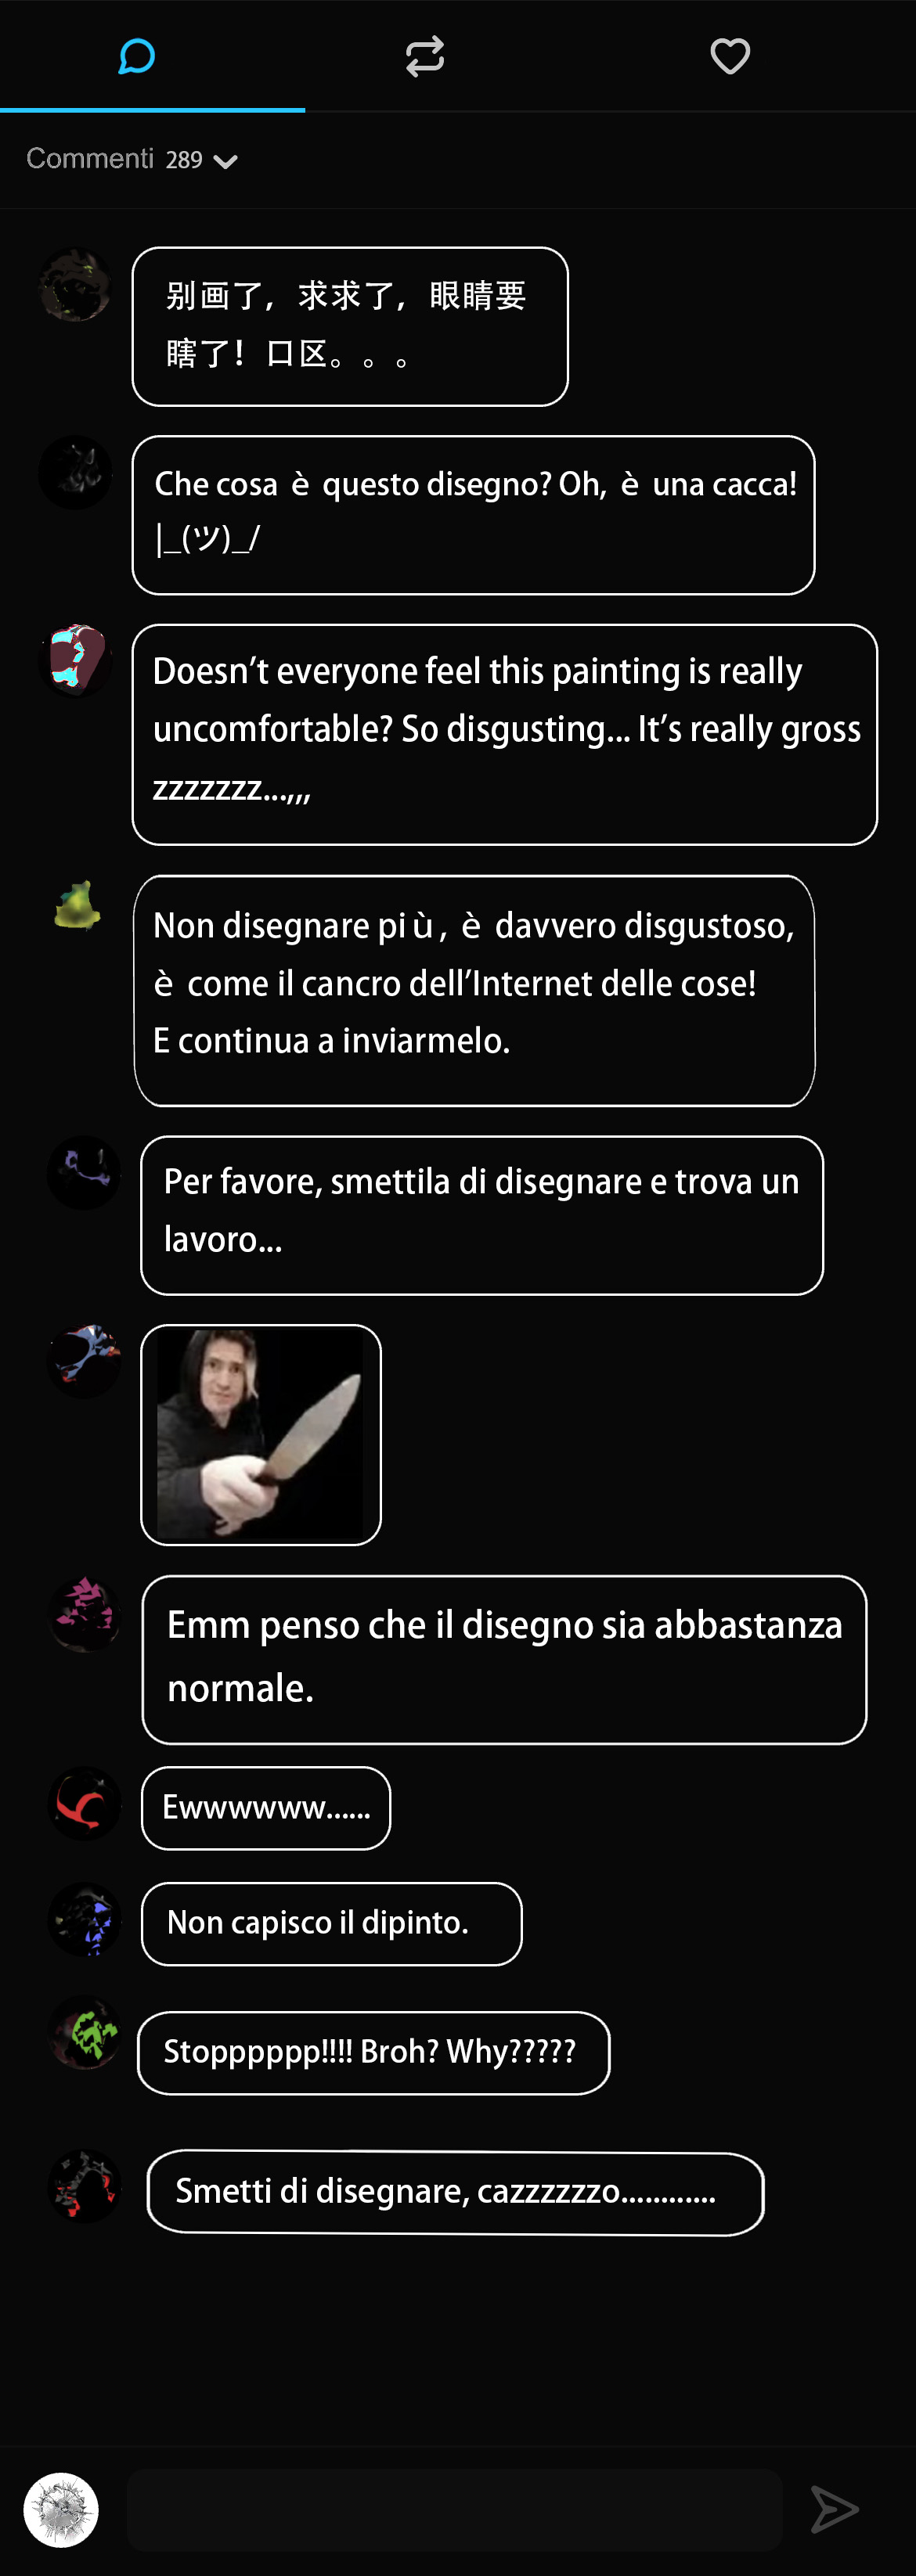 Commenti 289
别画了，求求了，眼睛要
瞎了！口区。。。
Che cosa è questo disegno? Oh, è una cacca!
|_(ツ)_/
Doesn’t everyone feel this painting is really
uncomfortable? So disgusting... It’s really gross
zzzzzzz...,,,
Non disegnare più, è davvero disgustoso,
è come il cancro dell’Internet delle cose!
E continua a inviarmelo.
Per favore, smettila di disegnare e trova un
lavoro...
Emm penso che il disegno sia abbastanza
normale.
Ewwwwww......
Non capisco il dipinto.
Stopppppp!!!! Broh? Why?????
Smetti di disegnare, cazzzzzzo............